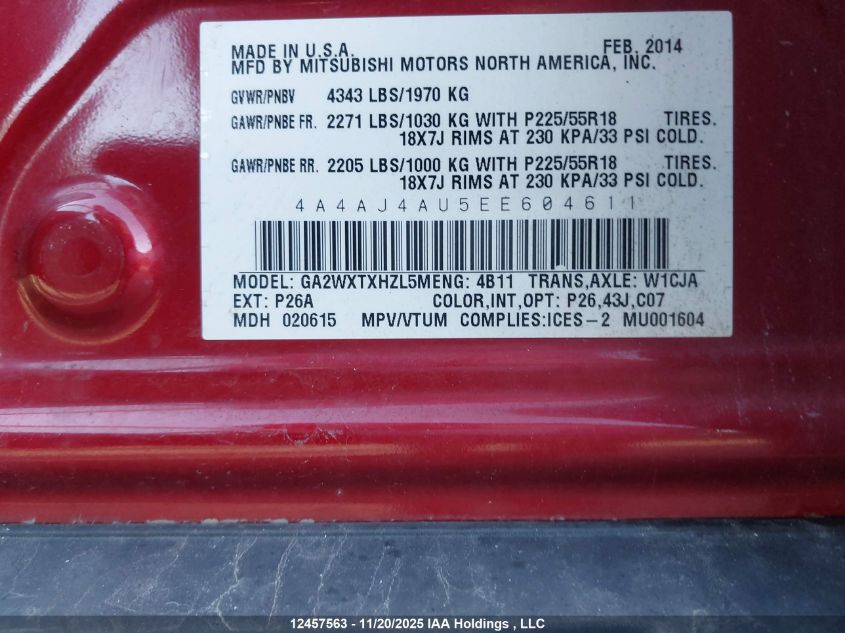 MADE IN U.S.A. FEB. 2014
MFD BY MITSUBISHI MOTORS NORTH AMERICA, INC.
GVWR/PNBV 4343 LBS/1970 KG
GAWR/PNBE FR. 2271 LBS/1030 KG WITH P225/55R18 TIRES.
18X7J RIMS AT 230 KPA/33 PSI COLD.
GAWR/PNBE RR. 2205 LBS/1000 KG WITH P225/55R18 TIRES.
18X7J RIMS AT 230 KPA/33 PSI COLD.
4A4AJ4AU5EE604611
MODEL: GA2WXTXHZL5MENG: 4B11 TRANS,AXLE: W1CJA
EXT: P26A COLOR,INT,OPT: P26,43J,C07
MDH 020615 MPV/VTUM COMPLIES:ICES-2 MU001604
12457563 - 11/20/2025 IAA Holdings , LLC